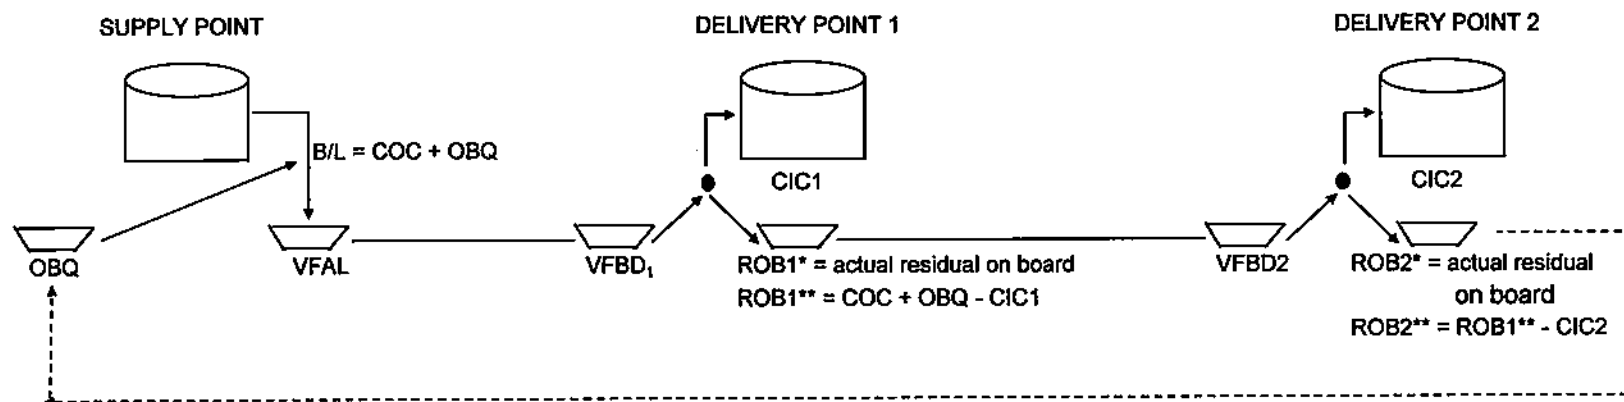 SUPPLY POINT
DELIVERY POINT 1
DELIVERY POINT 2
B/L = COC + OBQ
CIC1
CIC2
OBQ
VFAL
VFBD₁
ROB1* = actual residual on board
ROB1** = COC + OBQ - CIC1
VFBD2
ROB2* = actual residual
on board
ROB2** = ROB1** - CIC2